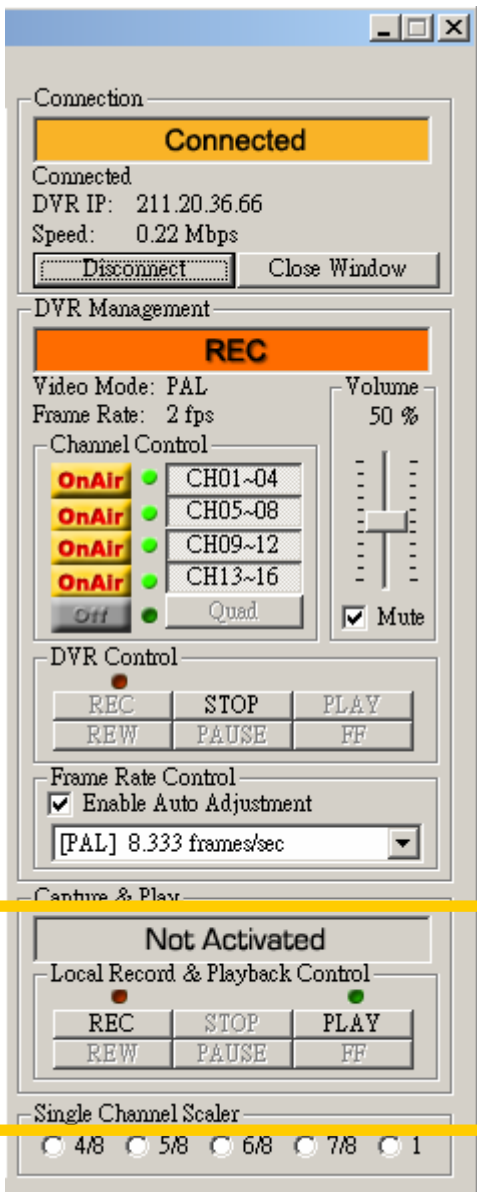 Connection
Connected
Connected
DVR IP: 211.20.36.66
Speed: 0.22 Mbps
Disconnect Close Window
DVR Management
REC
Video Mode: PAL
Frame Rate: 2 fps
Volume
50 %
Channel Control
OnAir CH01~04
OnAir CH05~08
OnAir CH09~12
OnAir CH13~16
Off Quad
Mute
DVR Control
REC STOP PLAY
REW PAUSE FF
Frame Rate Control
Enable Auto Adjustment
[PAL] 8.333 frames/sec
Capture & Play
Not Activated
Local Record & Playback Control
REC STOP PLAY
REW PAUSE FF
Single Channel Scaler
4/8 5/8 6/8 7/8 1